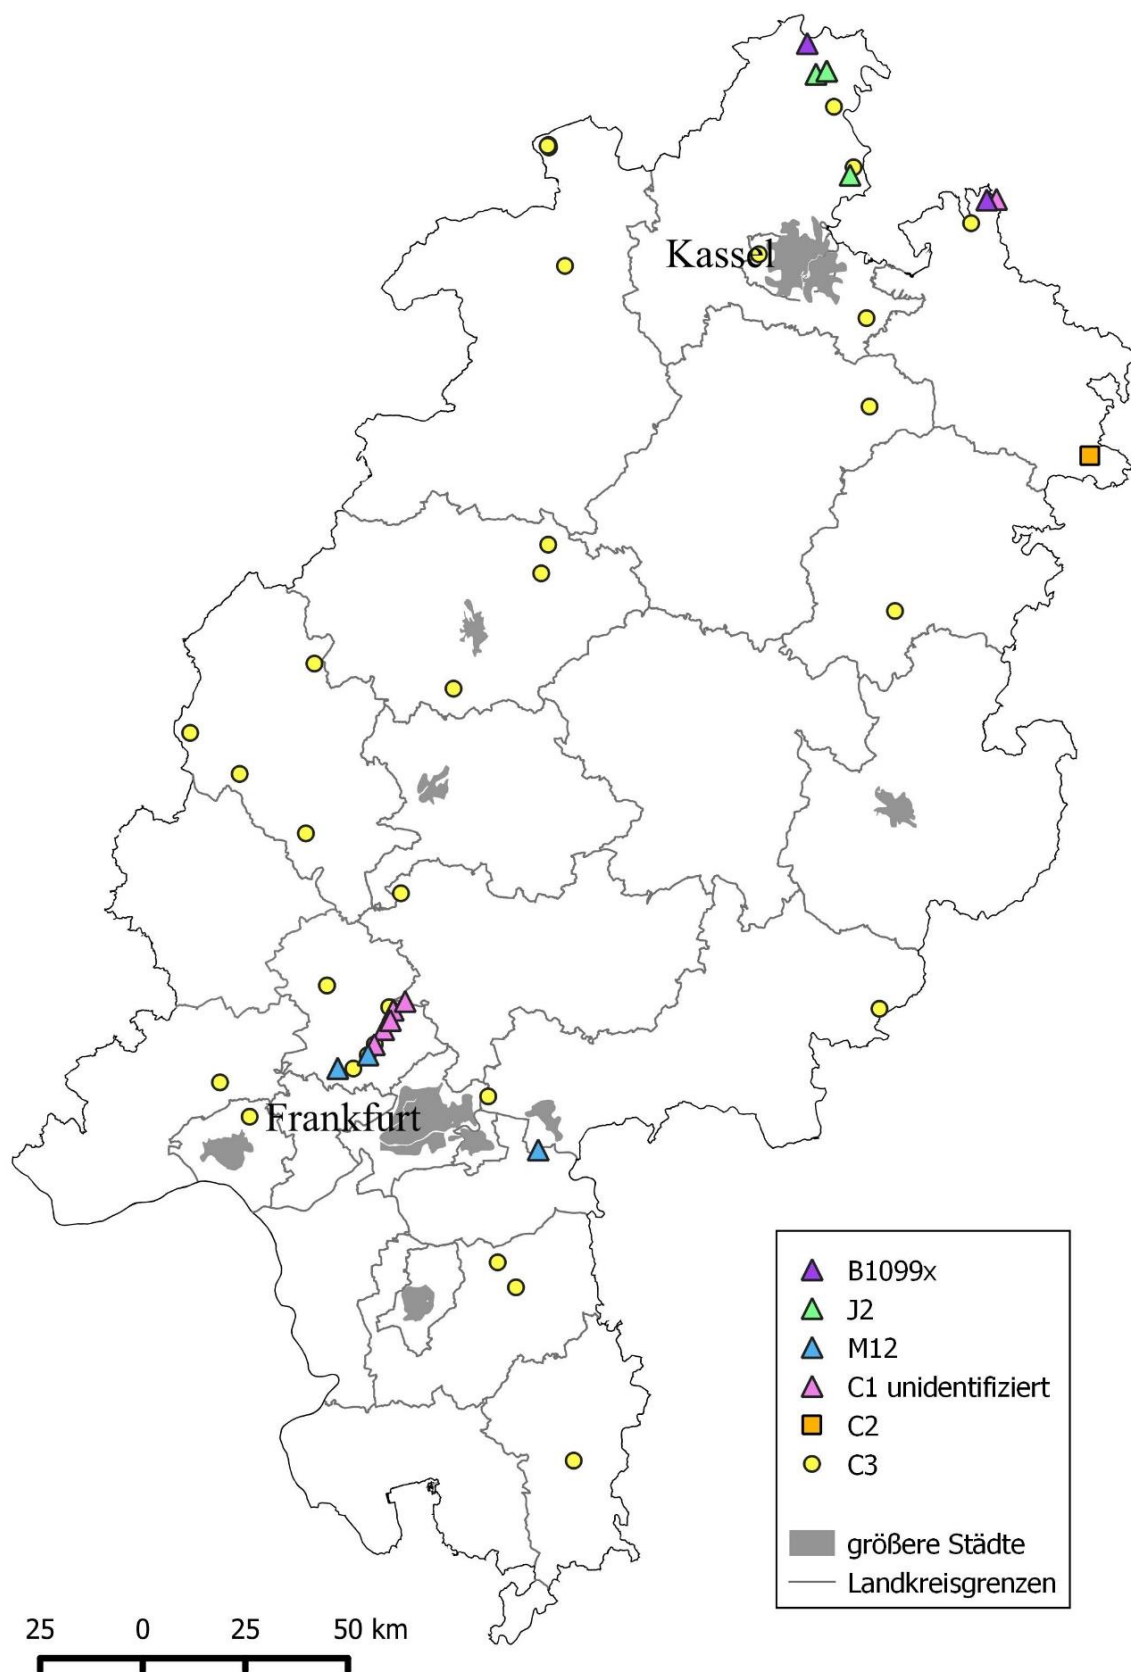 Kassel
Frankfurt
B1099x
J2
M12
C1 unidentifiziert
C2
C3
größere Städte
Landkreisgrenzen
25 0 25 50 km